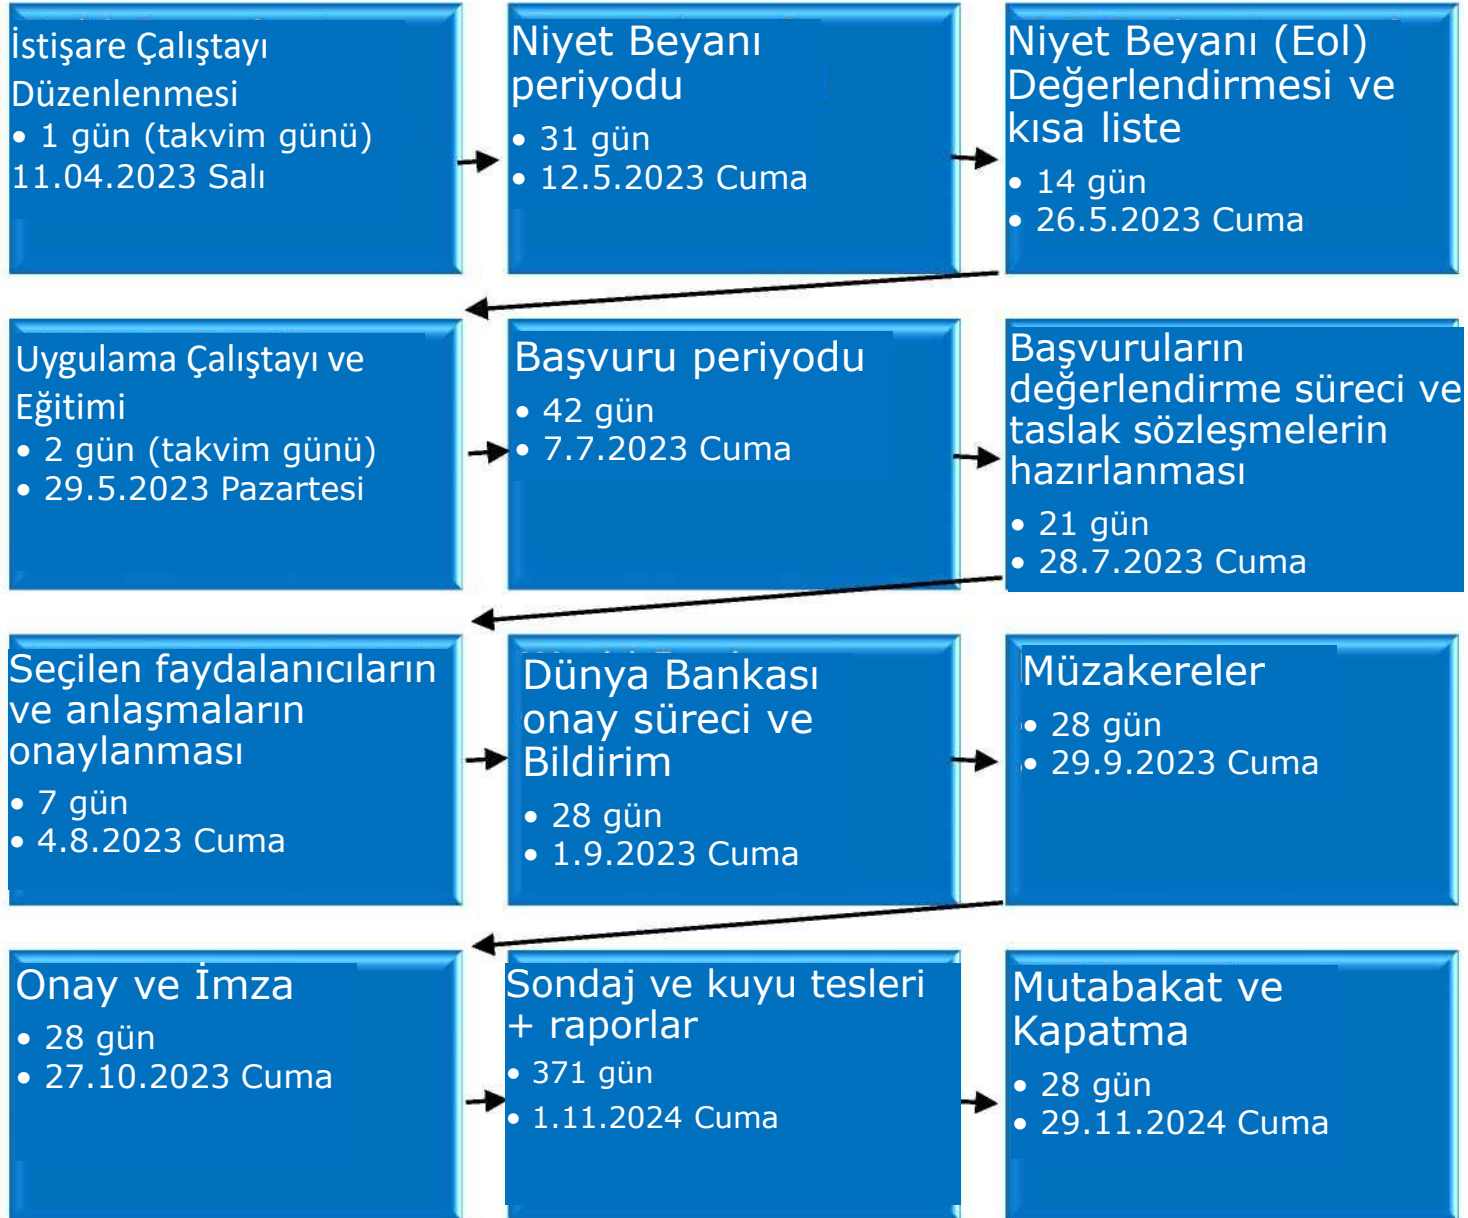 İstişare Çalıştayı
Düzenlenmesi
• 1 gün (takvim günü)
11.04.2023 Salı
Niyet Beyanı
periyodu
• 31 gün
• 12.5.2023 Cuma
Niyet Beyanı (Eol)
Değerlendirmesi ve
kısa liste
• 14 gün
• 26.5.2023 Cuma
Uygulama Çalıştayı ve
Eğitimi
• 2 gün (takvim günü)
• 29.5.2023 Pazartesi
Başvuru periyodu
• 42 gün
• 7.7.2023 Cuma
Başvuruların
değerlendirme süreci ve
taslak sözleşmelerin
hazırlanması
• 21 gün
• 28.7.2023 Cuma
Seçilen faydalanıcıların
ve anlaşmaların
onaylanması
• 7 gün
• 4.8.2023 Cuma
Dünya Bankası
onay süreci ve
Bildirim
• 28 gün
• 1.9.2023 Cuma
Müzakereler
• 28 gün
• 29.9.2023 Cuma
Onay ve İmza
• 28 gün
• 27.10.2023 Cuma
Sondaj ve kuyu tesleri
+ raporlar
• 371 gün
• 1.11.2024 Cuma
Mutabakat ve
Kapatma
• 28 gün
• 29.11.2024 Cuma